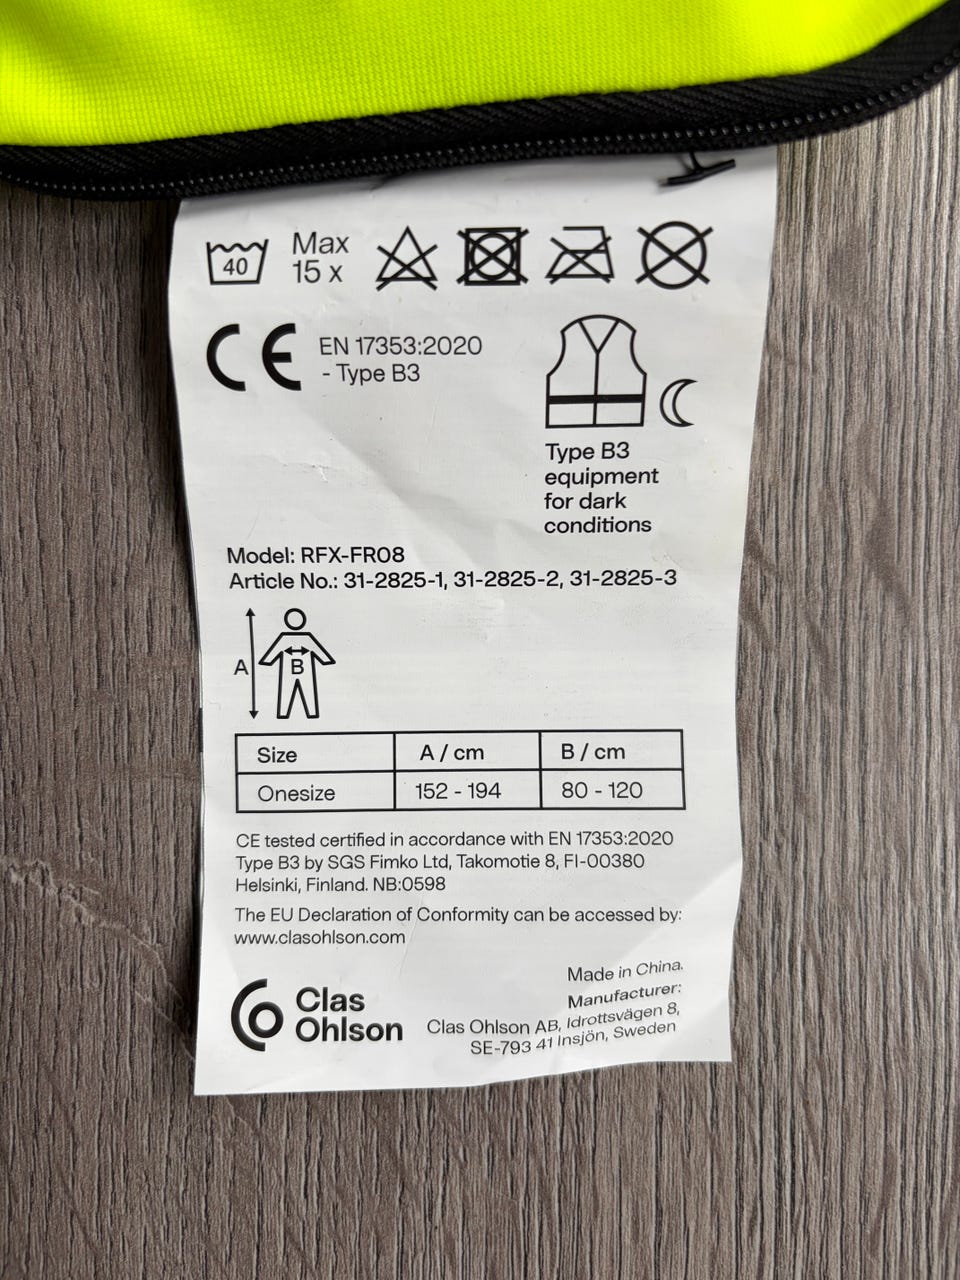 40
Max
15 x
CE
EN 17353:2020
- Type B3
Type B3
equipment
for dark
conditions
Model: RFX-FR08
Article No.: 31-2825-1, 31-2825-2, 31-2825-3
A
B
Size A / cm B / cm
Onesize 152 - 194 80 - 120
CE tested certified in accordance with EN 17353:2020
Type B3 by SGS Fimko Ltd, Takomotie 8, FI-00380
Helsinki, Finland. NB:0598
The EU Declaration of Conformity can be accessed by:
www.clasohlson.com
Clas
Ohlson
Made in China.
Manufacturer:
Clas Ohlson AB, Idrottsvägen 8,
SE-793 41 Insjön, Sweden